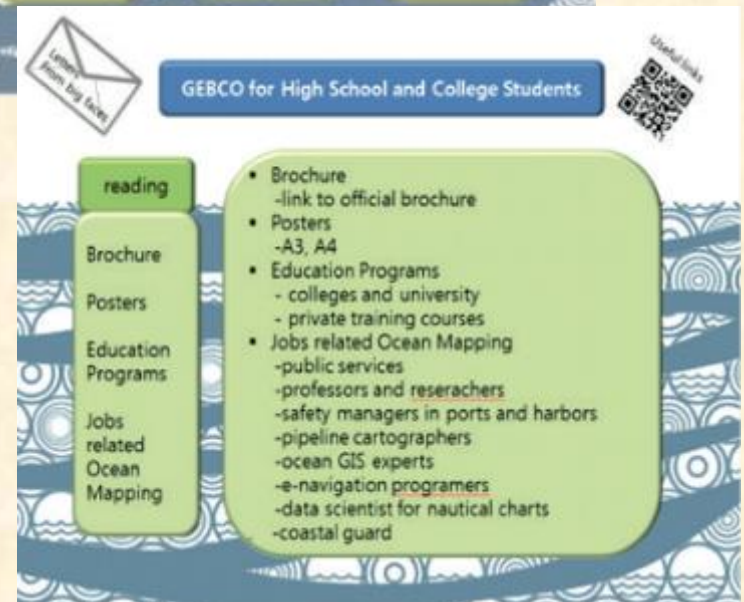 Letters
From big faces
GEBCO for High School and College Students
Useful links
reading
Brochure
Posters
Education
Programs
Jobs
related
Ocean
Mapping
• Brochure
-link to official brochure
• Posters
-A3, A4
• Education Programs
- colleges and university
- private training courses
• Jobs related Ocean Mapping
-public services
-professors and reserachers
-safety managers in ports and harbors
-pipeline cartographers
-ocean GIS experts
-e-navigation programers
-data scientist for nautical charts
-coastal guard